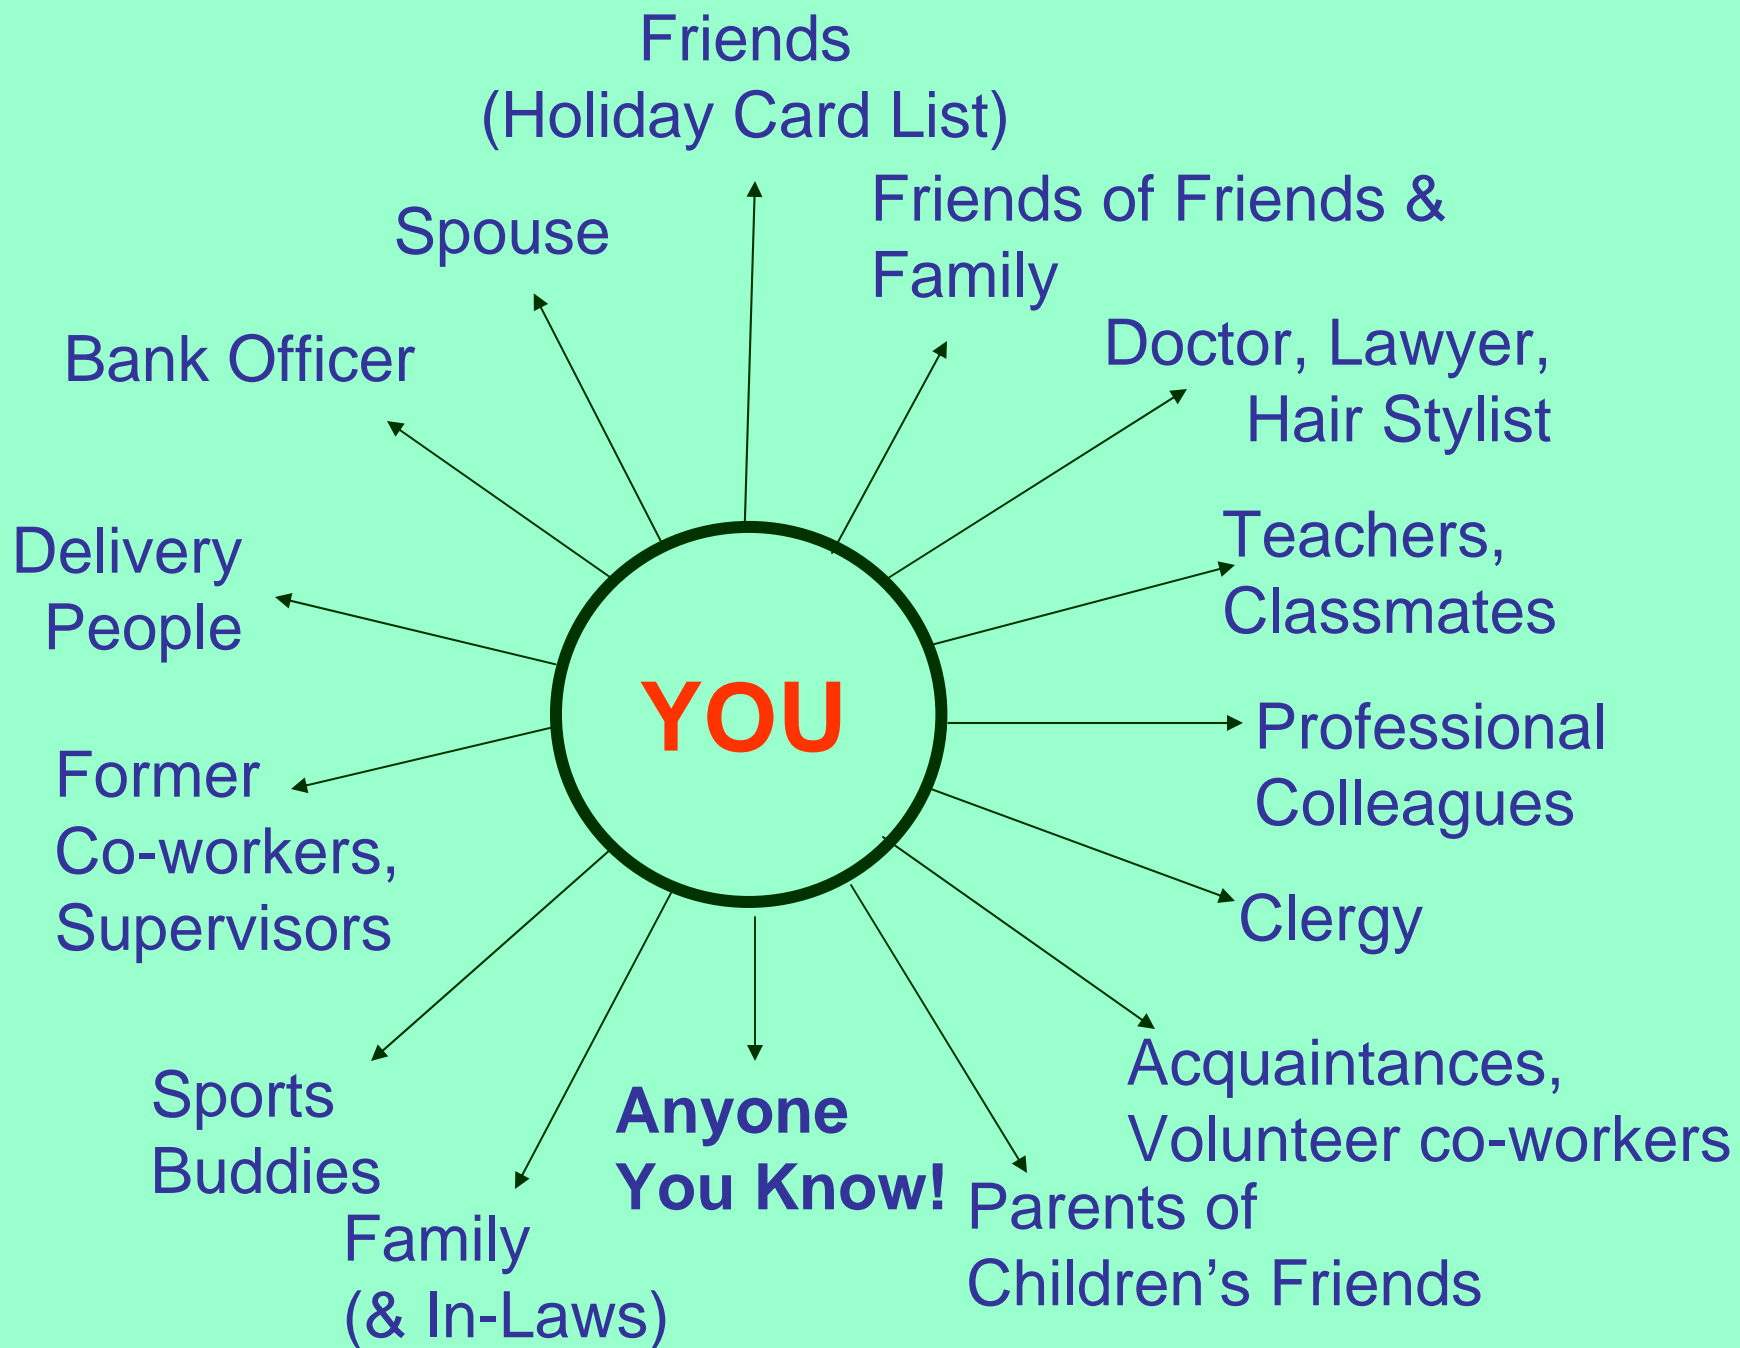 Friends
(Holiday Card List)
Friends of Friends &
Family
Spouse
Doctor, Lawyer,
Hair Stylist
Bank Officer
Teachers,
Classmates
Delivery
People
YOU
Professional
Colleagues
Former
Co-workers,
Supervisors
Clergy
Acquaintances,
Volunteer co-workers
Sports
Buddies
Anyone
You Know!
Parents of
Children’s Friends
Family
(& In-Laws)